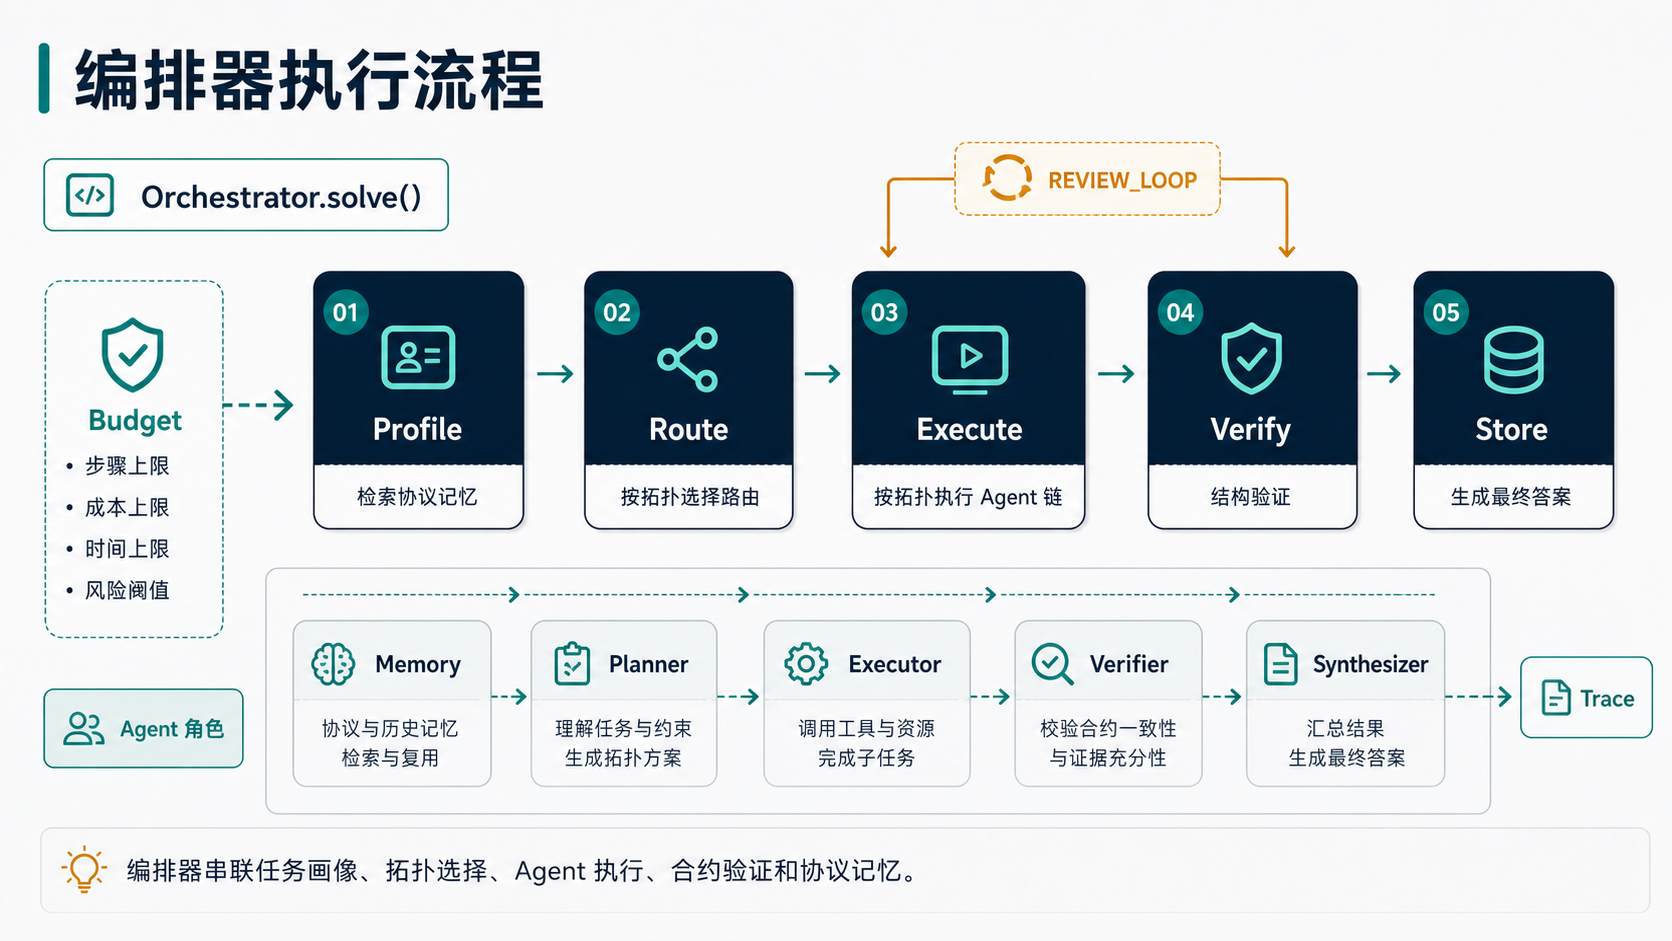 编排器执行流程
Orchestrator.solve()
REVIEW_LOOP
Budget
• 步骤上限
• 成本上限
• 时间上限
• 风险阈值
01
Profile
检索协议记忆
02
Route
按拓扑选择路由
03
Execute
按拓扑执行 Agent 链
04
Verify
结构验证
05
Store
生成最终答案
Agent 角色
Memory
协议与历史记忆
检索与复用
Planner
理解任务与约束
生成拓扑方案
Executor
调用工具与资源
完成子任务
Verifier
校验合约一致性
与证据充分性
Synthesizer
汇总结果
生成最终答案
Trace
编排器串联任务画像、拓扑选择、Agent 执行、合约验证和协议记忆。